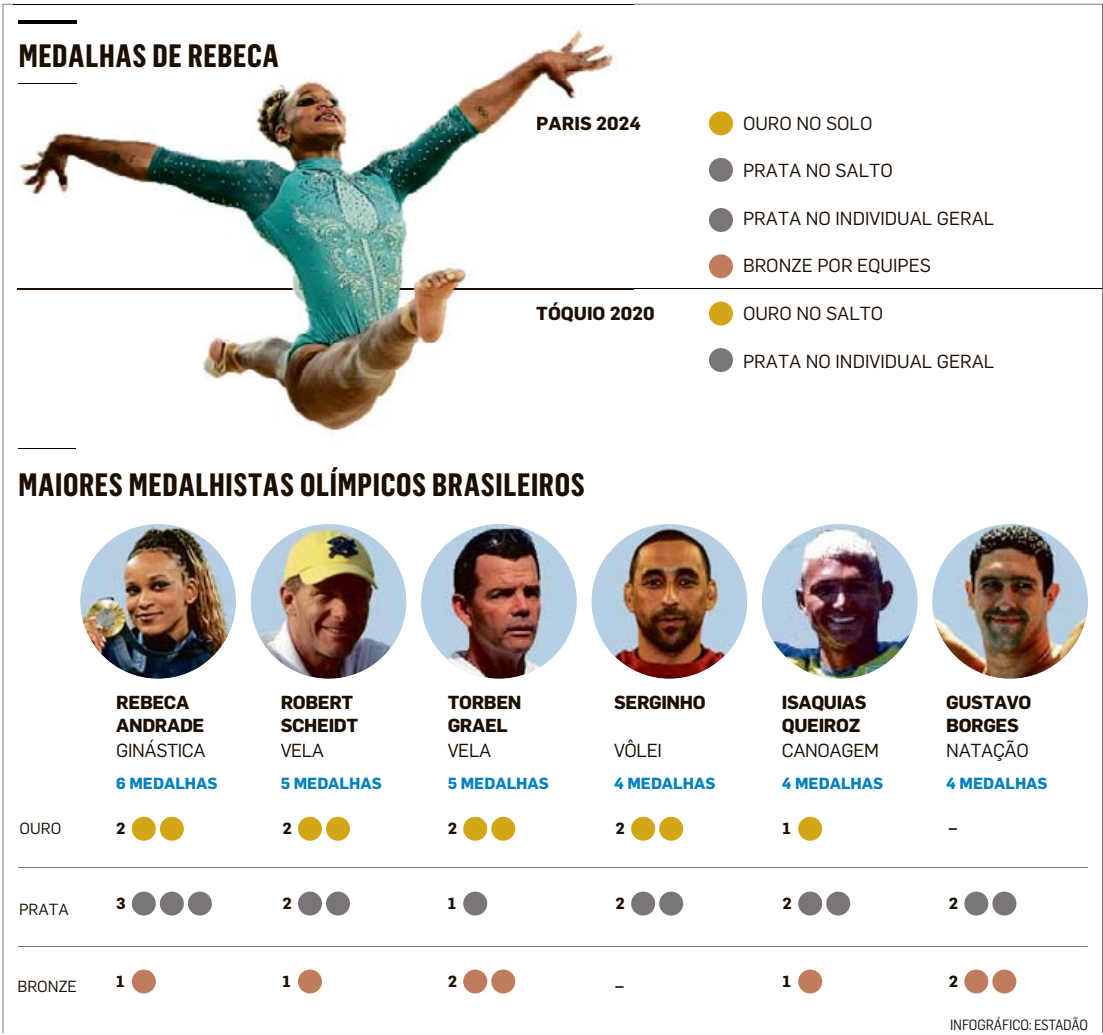 MEDALHAS DE REBECA
PARIS 2024
OURO NO SOLO
PRATA NO SALTO
PRATA NO INDIVIDUAL GERAL
BRONZE POR EQUIPES
TÓQUIO 2020
OURO NO SALTO
PRATA NO INDIVIDUAL GERAL
MAIORES MEDALHISTAS OLÍMPICOS BRASILEIROS
REBECA
ANDRADE
GINÁSTICA
6 MEDALHAS
ROBERT
SCHEIDT
VELA
5 MEDALHAS
TORBEN
GRAEL
VELA
5 MEDALHAS
SERGINHO
VÔLEI
4 MEDALHAS
ISAQUIAS
QUEIROZ
CANOAGEM
4 MEDALHAS
GUSTAVO
BORGES
NATAÇÃO
4 MEDALHAS
OURO 2 2 2 2 1 –
PRATA 3 2 1 2 2 2
BRONZE 1 1 2 – 1 2
INFOGRÁFICO: ESTADÃO